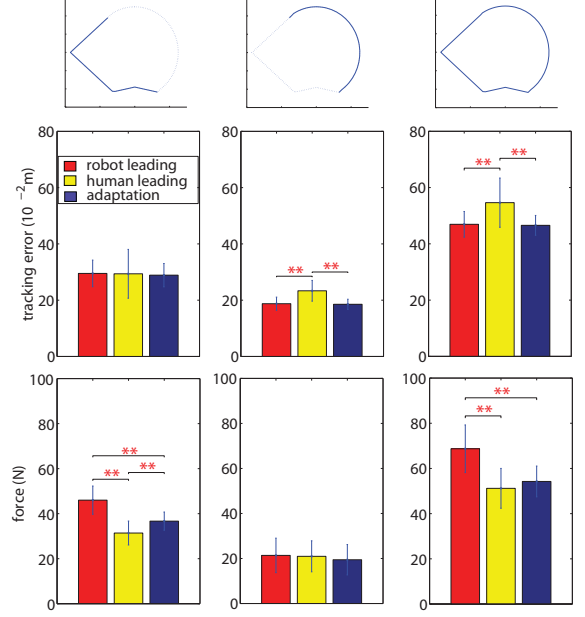 80 80 80
robot leading
human leading
adaptation
60 60 60
** **
40 40 40
** **
20 20 20
0 0 0
tracking error (10 -2 m)
100 100 100
80 80 80
** **
60 60 60
** ** **
40 40 40
20 20 20
0 0 0
force (N)